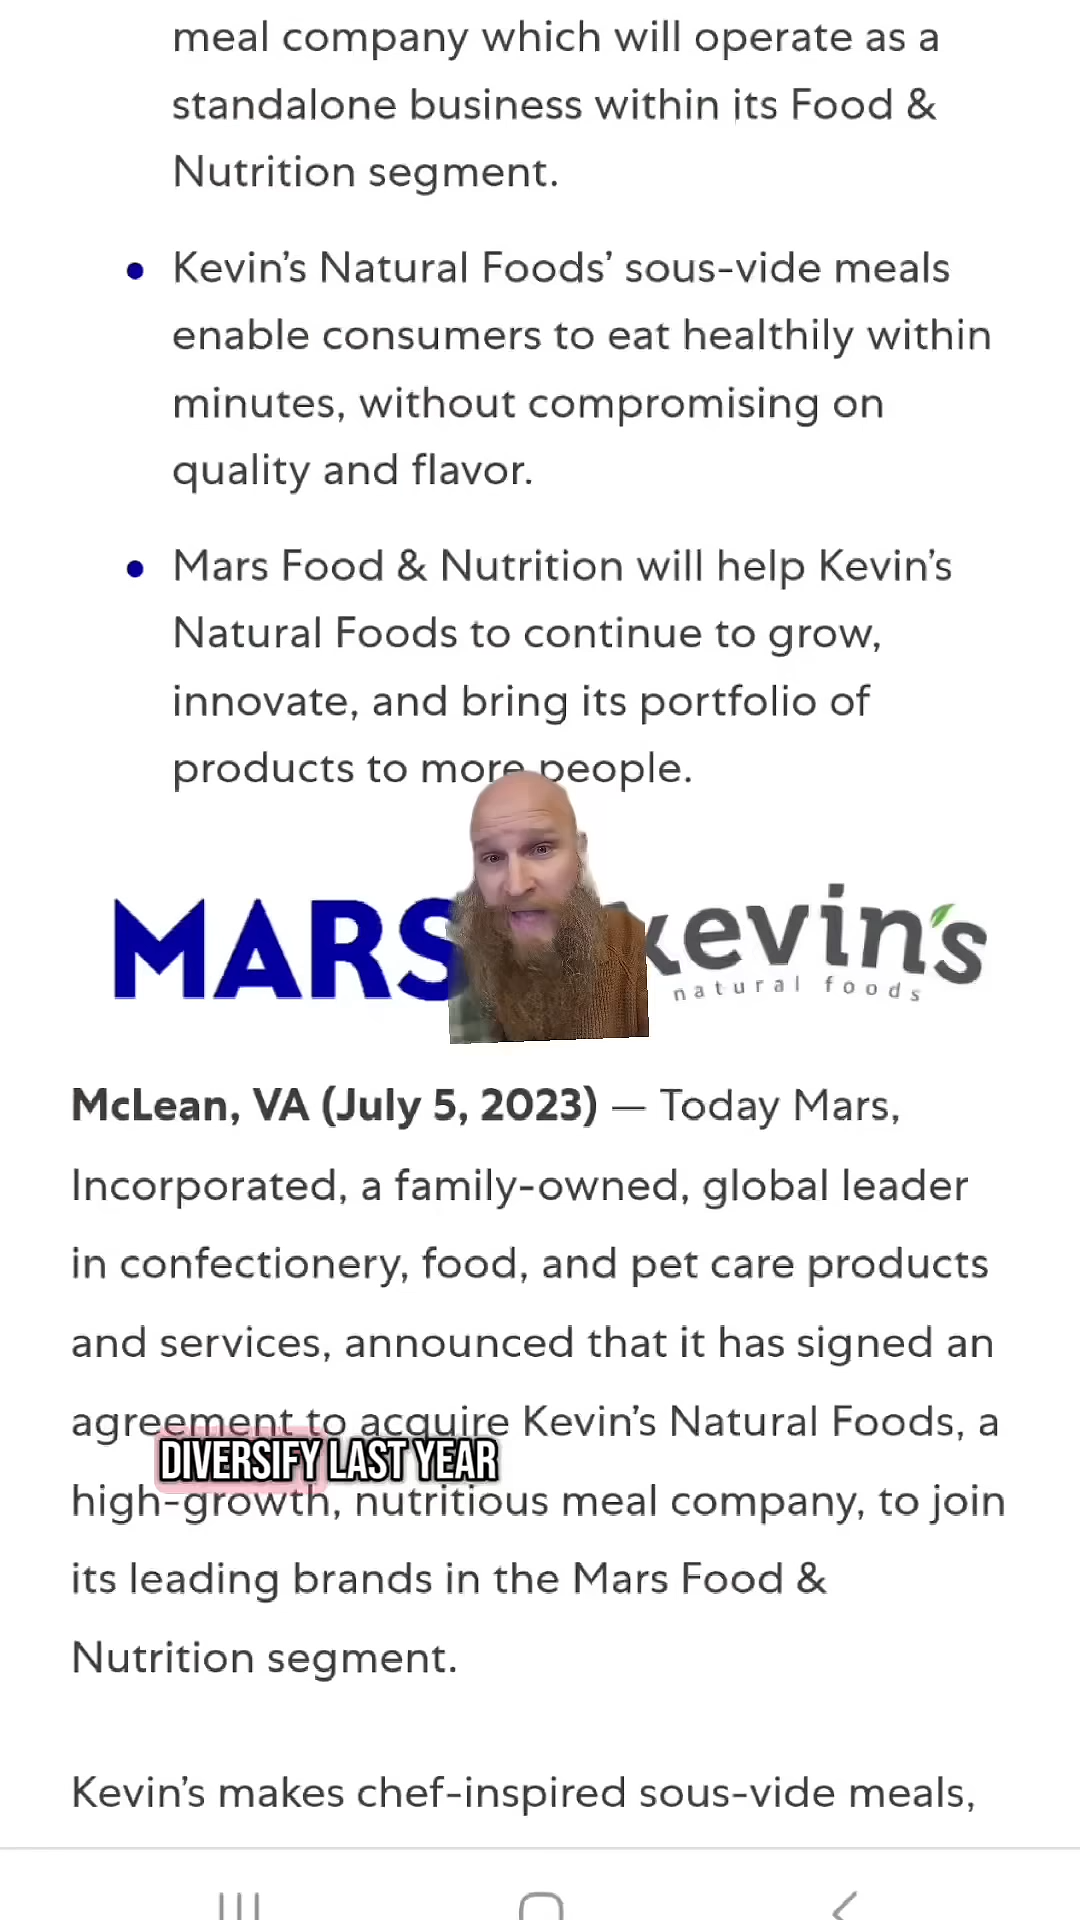 meal company which will operate as a
standalone business within its Food &
Nutrition segment.
• Kevin’s Natural Foods’ sous-vide meals
enable consumers to eat healthily within
minutes, without compromising on
quality and flavor.
• Mars Food & Nutrition will help Kevin’s
Natural Foods to continue to grow,
innovate, and bring its portfolio of
products to more people.
MARS
kevin's
natural foods
McLean, VA (July 5, 2023) — Today Mars,
Incorporated, a family-owned, global leader
in confectionery, food, and pet care products
and services, announced that it has signed an
agreement to acquire Kevin’s Natural Foods, a
DIVERSIFY LAST YEAR
high-growth, nutritious meal company, to join
its leading brands in the Mars Food &
Nutrition segment.
Kevin’s makes chef-inspired sous-vide meals,